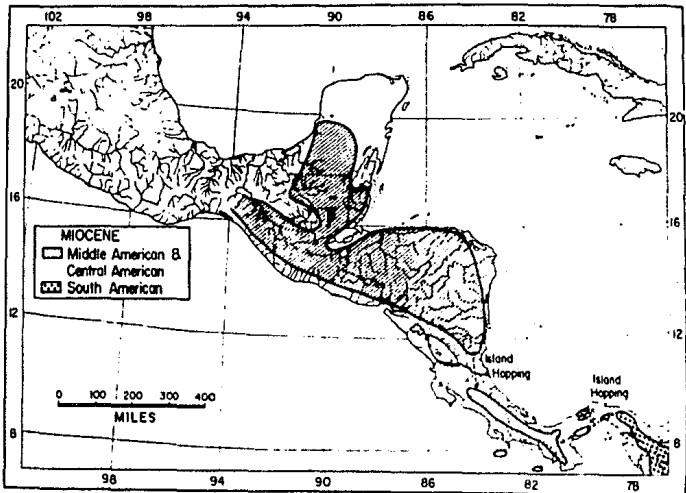 102 98 94 90 86 82 78
20
20
16
16
MIOCENE
Middle American &
Central American
South American
12
12
Island
Hopping
Island
Hopping
0 100 200 300 400
MILES
8
8
98 94 90 86 82 78